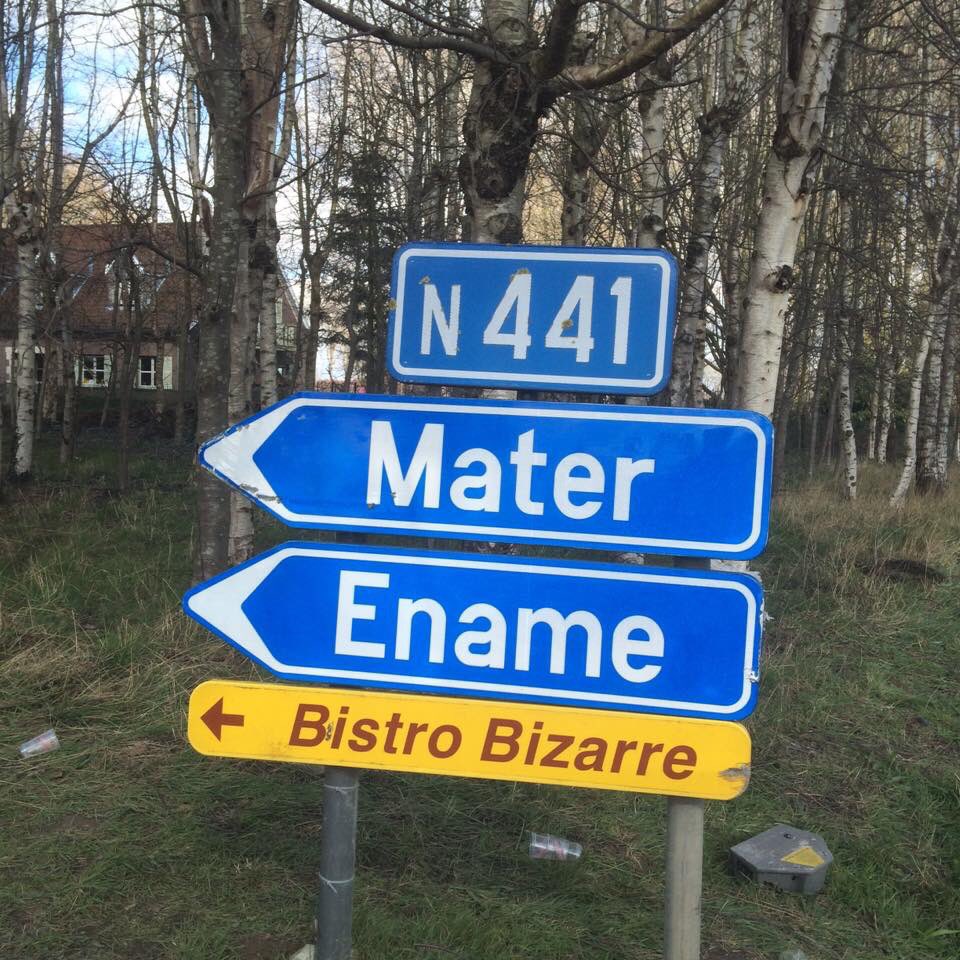 N 441
Mater
Ename
Bistro Bizarre